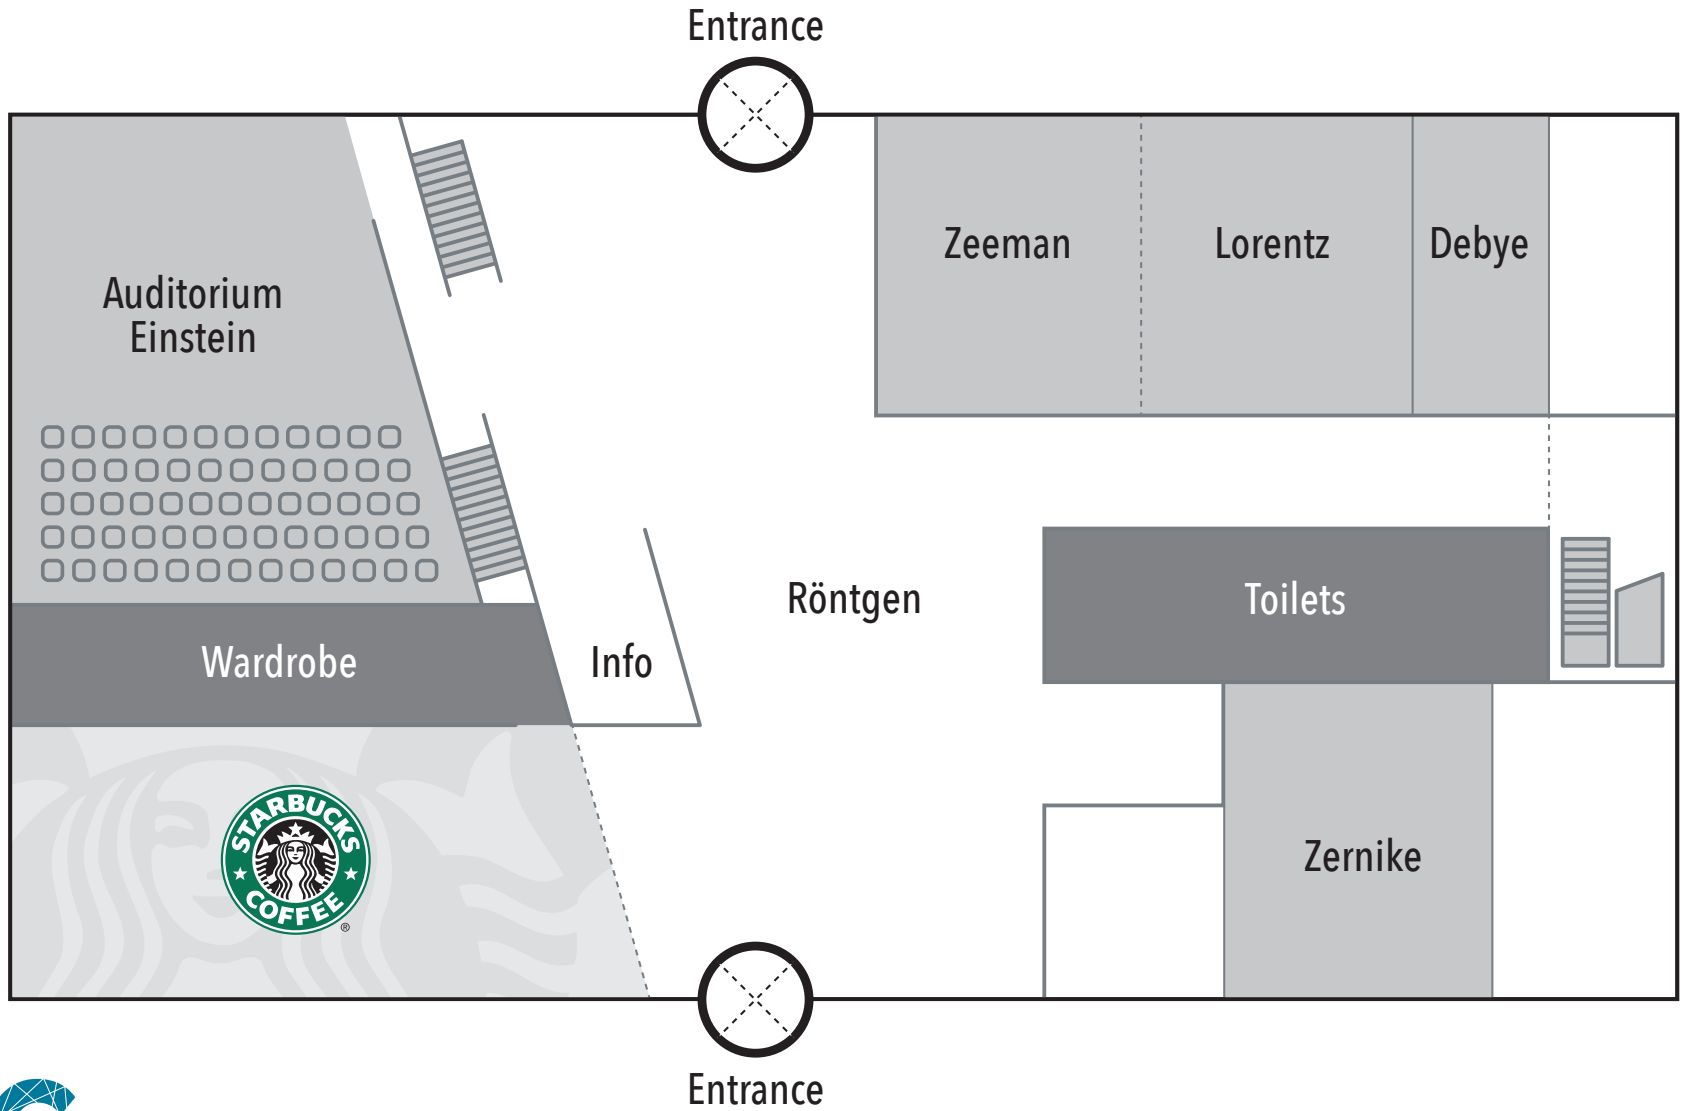 Entrance
Zeeman
Lorentz
Debye
Auditorium
Einstein
Röntgen
Toilets
Wardrobe
Info
STARBUCKS
COFFEE
®
Zernike
Entrance